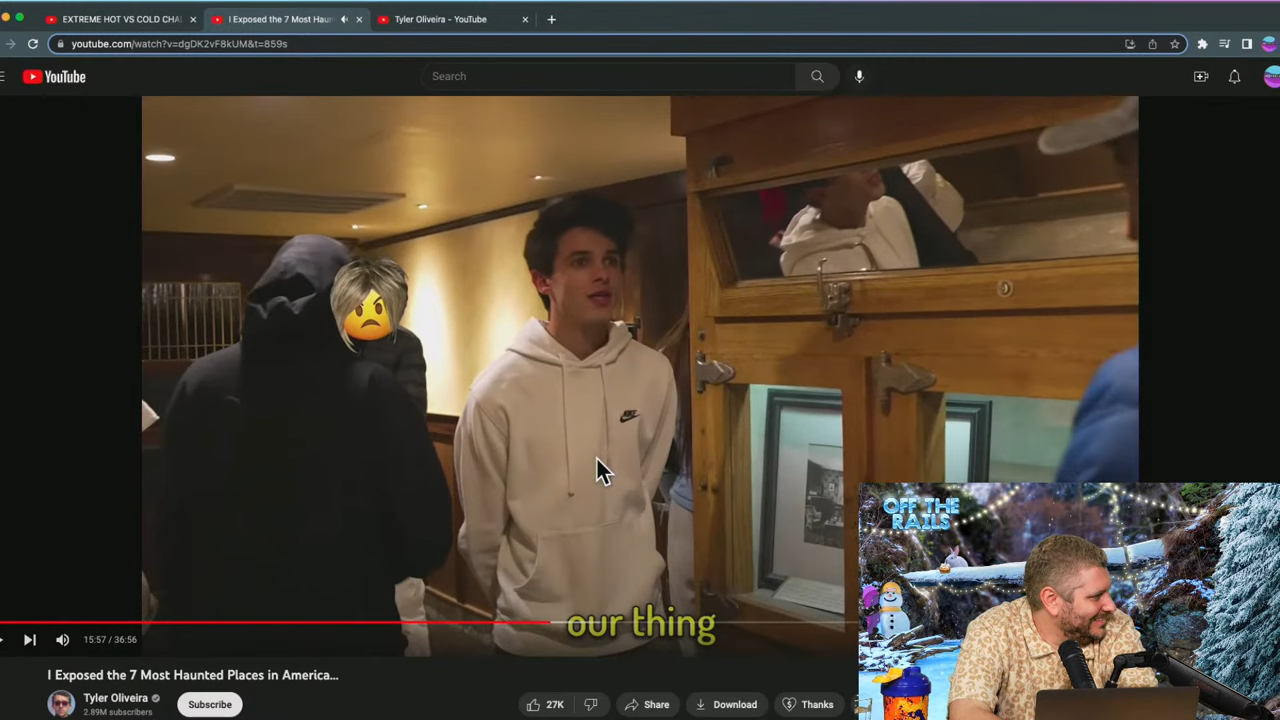 EXTREME HOT VS COLD CHAL
I Exposed the 7 Most Haun
Tyler Oliveira - YouTube
youtube.com/watch?v=dgDK2vF8kUM&t=859s
YouTube
Search
OFF THE
RAILS
our thing
15:57 / 36:56
I Exposed the 7 Most Haunted Places in America...
Tyler Oliveira
2.89M subscribers
Subscribe
27K
Share
Download
Thanks